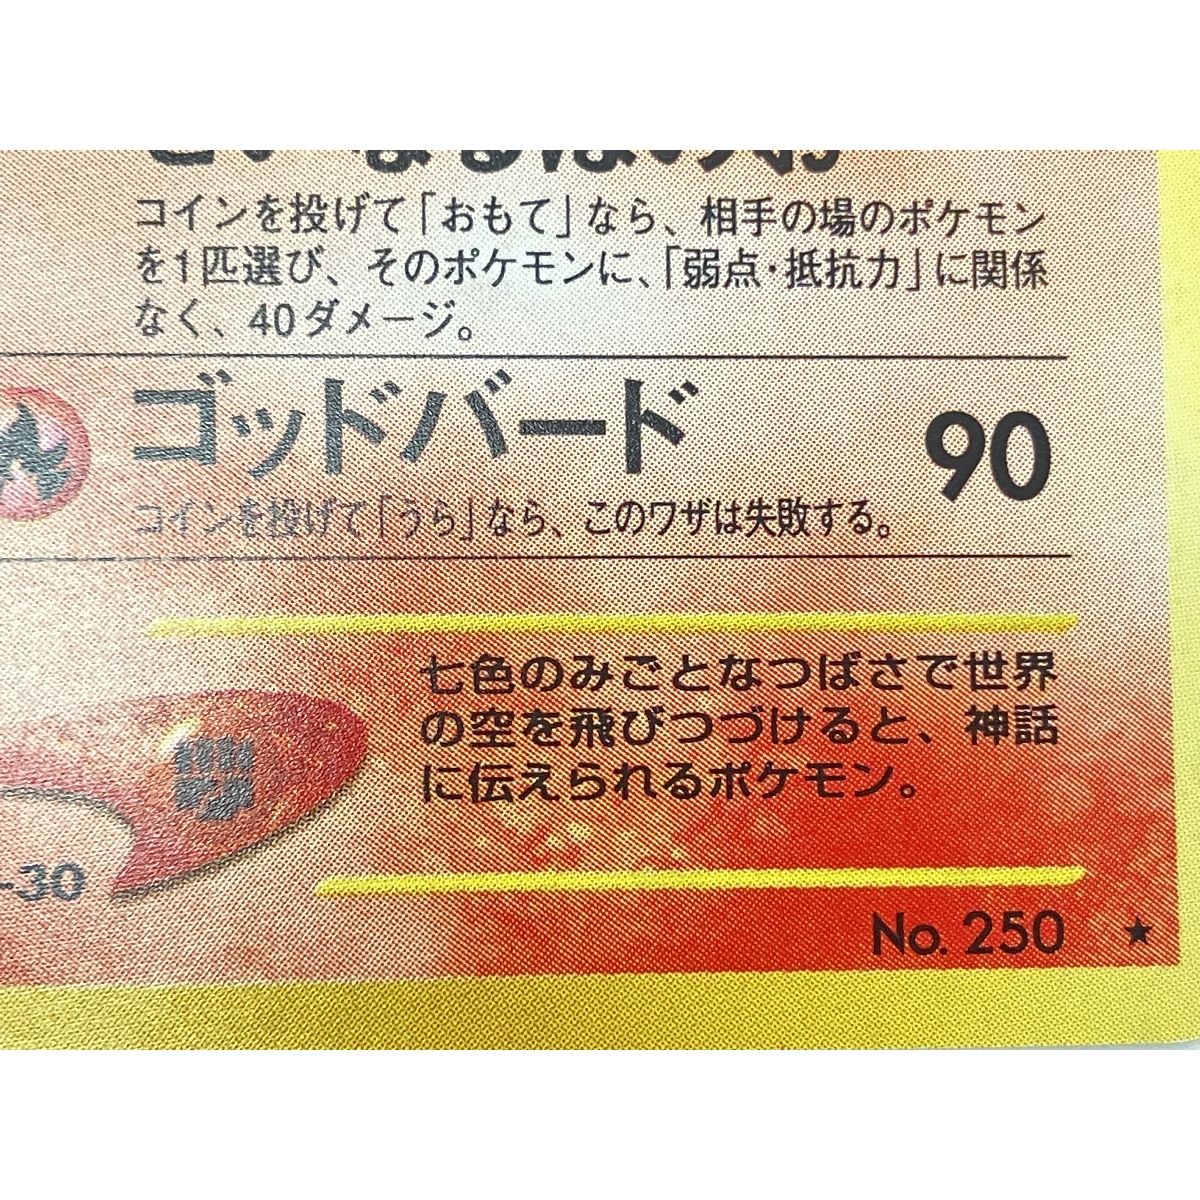 コインを投げて「おもて」なら、相手の場のポケモン
を1匹選び、そのポケモンに、「弱点・抵抗力」に関係
なく、40ダメージ。
ゴッドバード 90
コインを投げて「うら」なら、このワザは失敗する。
七色のみごとなつばさで世界
の空を飛びつづけると、神話
に伝えられるポケモン。
-30
No. 250 ★